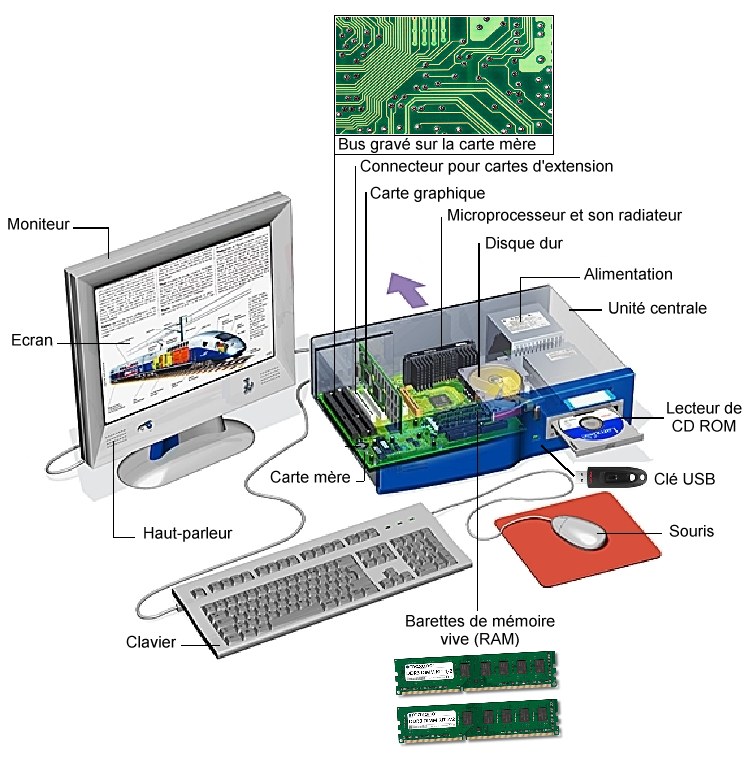 Bus gravé sur la carte mère
Connecteur pour cartes d'extension
Carte graphique
Microprocesseur et son radiateur
Moniteur
Disque dur
Alimentation
Unité centrale
Ecran
Lecteur de
CD ROM
Carte mère
Clé USB
Haut-parleur
Souris
Clavier
Barettes de mémoire
vive (RAM)